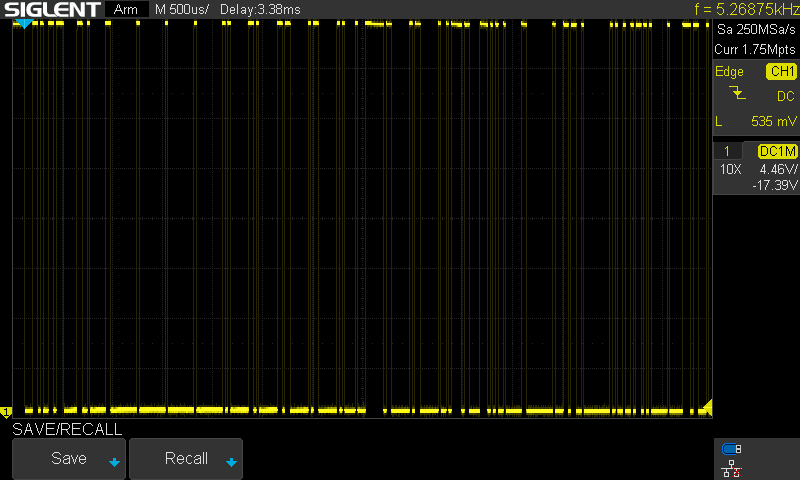 SIGLENT Arm M 500us/ Delay:3.38ms f = 5.26875kHz
Sa 250MSa/s
Curr 1.75Mpts
Edge CH1
DC
L 535 mV
1 DC1M
10X 4.46V/
-17.39V
1
SAVE/RECALL
Save Recall